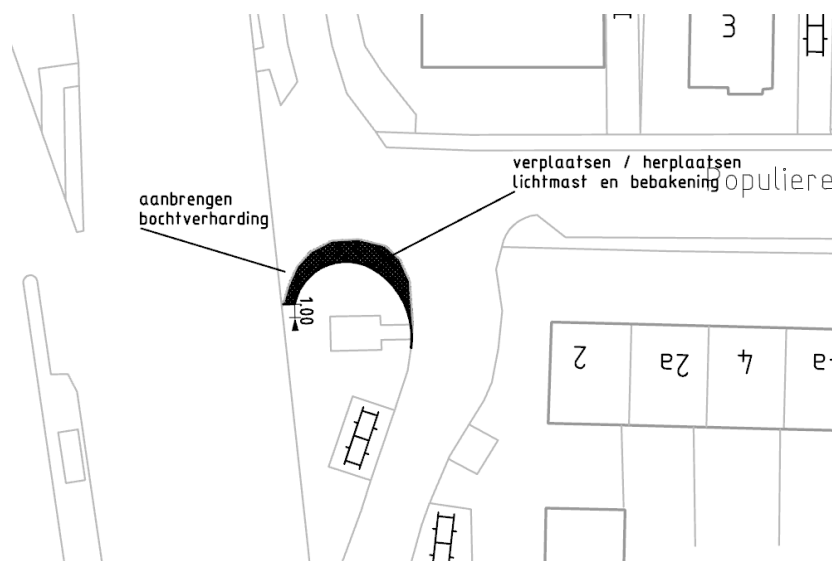 3
verplaatsen / herplaatsen
lichtmast en bebakening
Populiere
aanbrengen
bochtverharding
1.00
2
2a
4